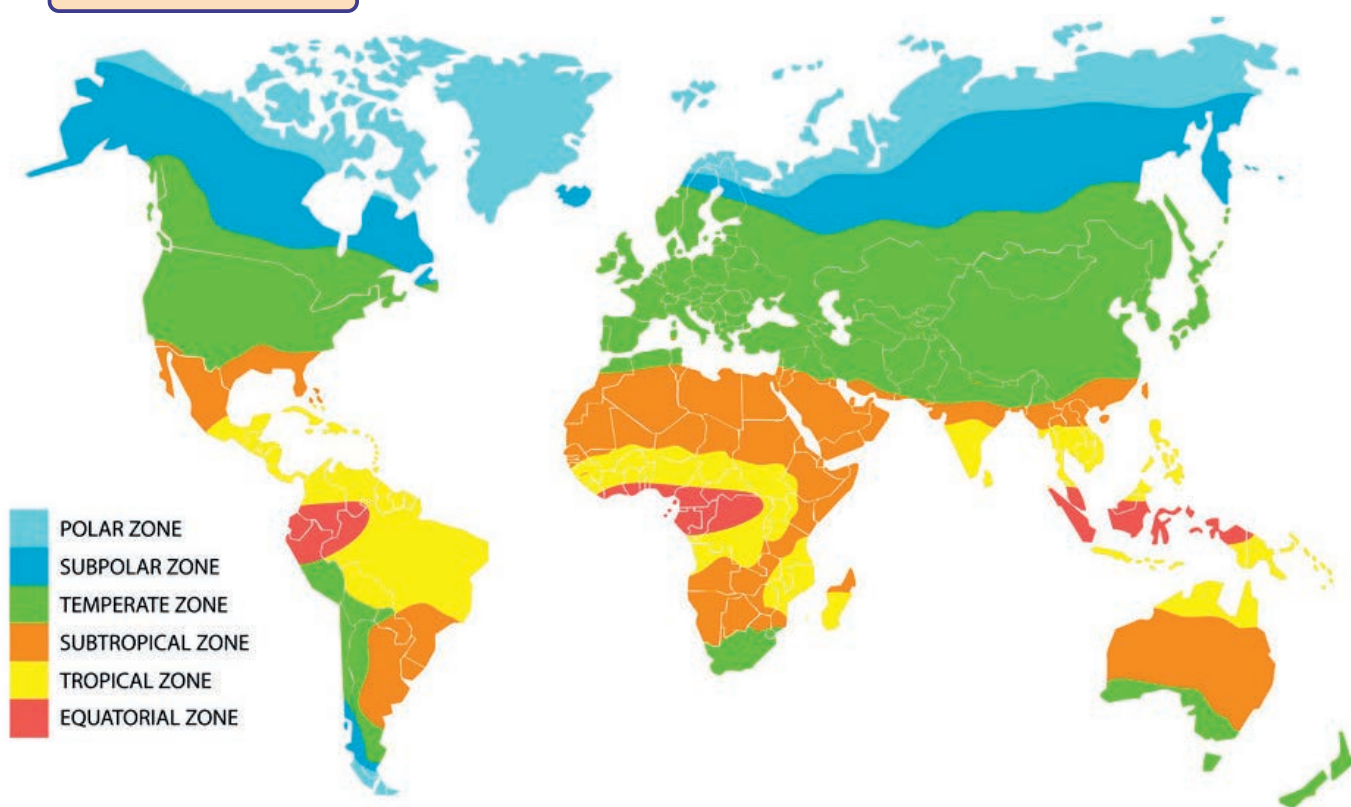 POLAR ZONE
SUBPOLAR ZONE
TEMPERATE ZONE
SUBTROPICAL ZONE
TROPICAL ZONE
EQUATORIAL ZONE